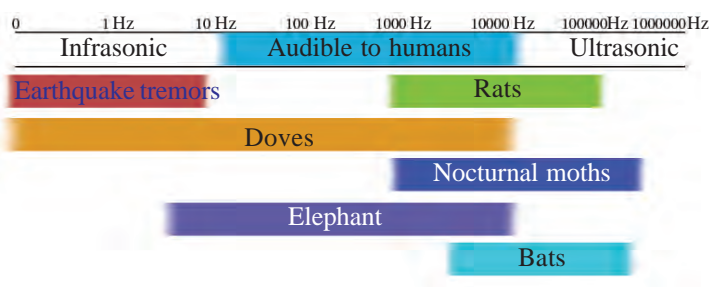 0 1 Hz 10 Hz 100 Hz 1000 Hz 10000 Hz 100000Hz 1000000Hz
Infrasonic Audible to humans Ultrasonic
Earthquake tremors Rats
Doves
Nocturnal moths
Elephant
Bats